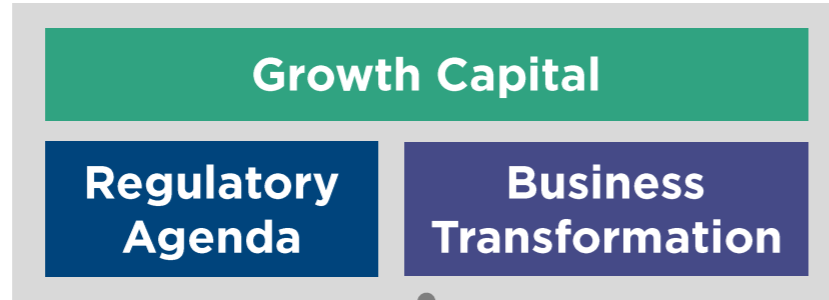 Growth Capital
Regulatory
Agenda
Business
Transformation